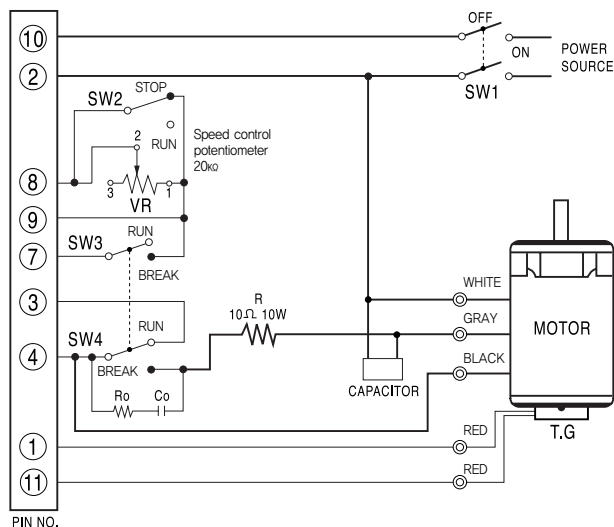 OFF
10
ON
POWER
SOURCE
2
SW1
STOP
SW2
Speed control
potentiometer
20KΩ
RUN
2
8
3
1
VR
9
RUN
SW3
7
BREAK
3
WHITE
R
10Ω 10W
RUN
GRAY
MOTOR
SW4
4
BREAK
BLACK
CAPACITOR
Ro
Co
RED
T.G
1
RED
11
PIN NO.